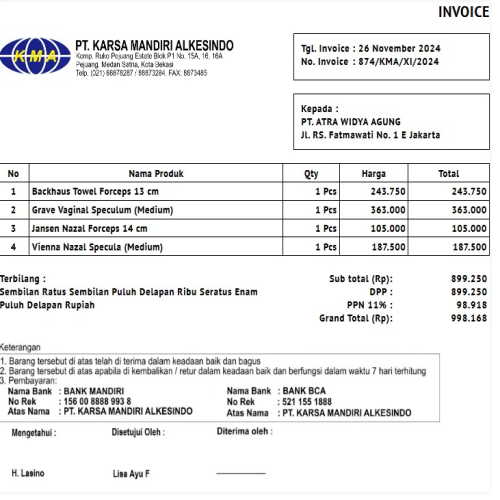 INVOICE
KMA
PT. KARSA MANDIRI ALKESINDO
Komp. Ruko Pejuang Estate Blok P1 No. 15A, 16, 16A
Pejuang, Medan Satria, Kota Bekasi
Telp. (021) 88678287 / 88873284, FAX: 8873485
Tgl. Invoice : 26 November 2024
No. Invoice : 874/KMA/XI/2024
Kepada :
PT. ATRA WIDYA AGUNG
Jl. RS. Fatmawati No. 1 E Jakarta
No Nama Produk Qty Harga Total
1 Backhaus Towel Forceps 13 cm 1 Pcs 243.750 243.750
2 Grave Vaginal Speculum (Medium) 1 Pcs 363.000 363.000
3 Jansen Nazal Forceps 14 cm 1 Pcs 105.000 105.000
4 Vienna Nazal Specula (Medium) 1 Pcs 187.500 187.500
Terbilang : Sub total (Rp): 899.250
Sembilan Ratus Sembilan Puluh Delapan Ribu Seratus Enam DPP : 899.250
Puluh Delapan Rupiah PPN 11% : 98.918
Grand Total (Rp): 998.168
Keterangan
1. Barang tersebut di atas telah di terima dalam keadaan baik dan bagus
2. Barang tersebut di atas apabila di kembalikan / retur dalam keadaan baik dan berfungsi dalam waktu 7 hari terhitung
3. Pembayaran:
Nama Bank : BANK MANDIRI Nama Bank : BANK BCA
No Rek : 156 00 8888 993 8 No Rek : 521 155 1888
Atas Nama : PT. KARSA MANDIRI ALKESINDO Atas Nama : PT. KARSA MANDIRI ALKESINDO
Mengetahui : Disetujui Oleh : Diterima oleh :
H. Lasino Lisa Ayu F